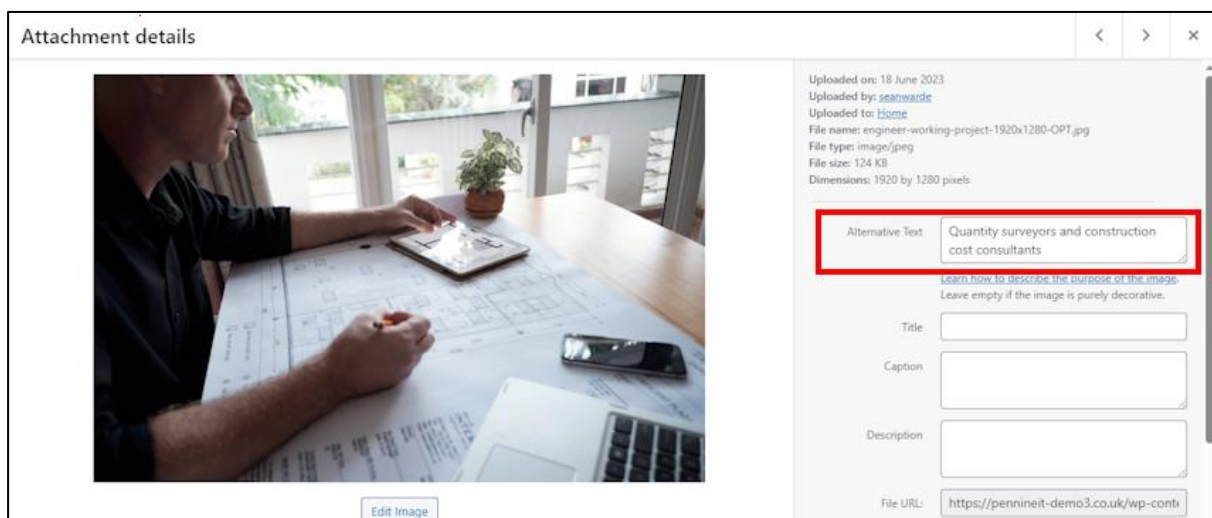 Attachment details
Uploaded on: 18 June 2023
Uploaded by: seanwarde
Uploaded to: Home
File name: engineer-working-project-1920x1280-OPT.jpg
File type: image/jpeg
File size: 124 KB
Dimensions: 1920 by 1280 pixels
Alternative Text
Quantity surveyors and construction
cost consultants
Learn how to describe the purpose of the image.
Leave empty if the image is purely decorative.
Title
Caption
Description
File URL:
https://pennineit-demo3.co.uk/wp-conte
Edit Image